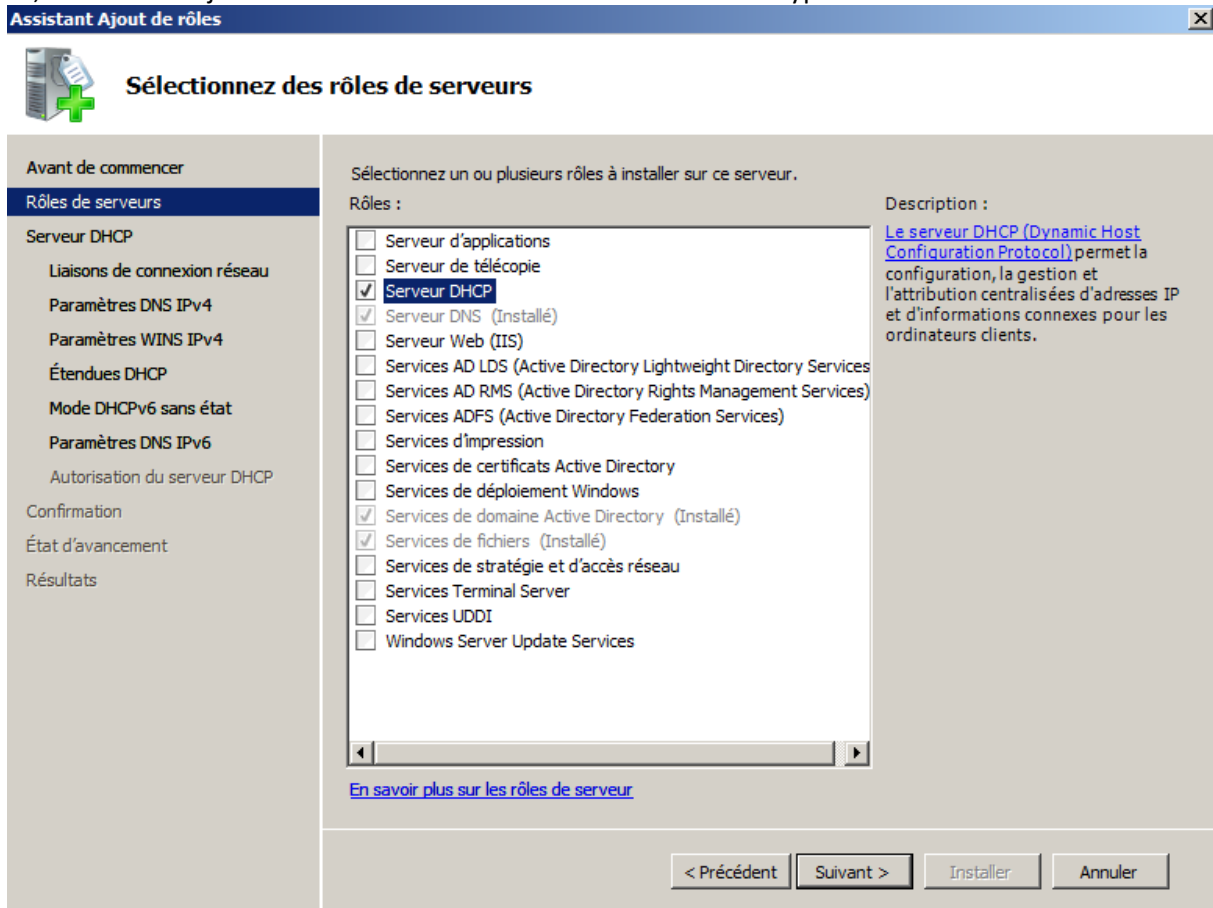 Assistant Ajout de rôles
Sélectionnez des rôles de serveurs
Avant de commencer
Rôles de serveurs
Serveur DHCP
Liaisons de connexion réseau
Paramètres DNS IPv4
Paramètres WINS IPv4
Étendues DHCP
Mode DHCPv6 sans état
Paramètres DNS IPv6
Autorisation du serveur DHCP
Confirmation
État d'avancement
Résultats
Sélectionnez un ou plusieurs rôles à installer sur ce serveur.
Rôles :
Serveur d'applications
Serveur de télécopie
Serveur DHCP
Serveur DNS (Installé)
Serveur Web (IIS)
Services AD LDS (Active Directory Lightweight Directory Services
Services AD RMS (Active Directory Rights Management Services)
Services ADFS (Active Directory Federation Services)
Services d'impression
Services de certificats Active Directory
Services de déploiement Windows
Services de domaine Active Directory (Installé)
Services de fichiers (Installé)
Services de stratégie et d'accès réseau
Services Terminal Server
Services UDDI
Windows Server Update Services
En savoir plus sur les rôles de serveur
Description :
Le serveur DHCP (Dynamic Host
Configuration Protocol) permet la
configuration, la gestion et
l'attribution centralisées d'adresses IP
et d'informations connexes pour les
ordinateurs clients.
< Précédent
Suivant >
Installer
Annuler